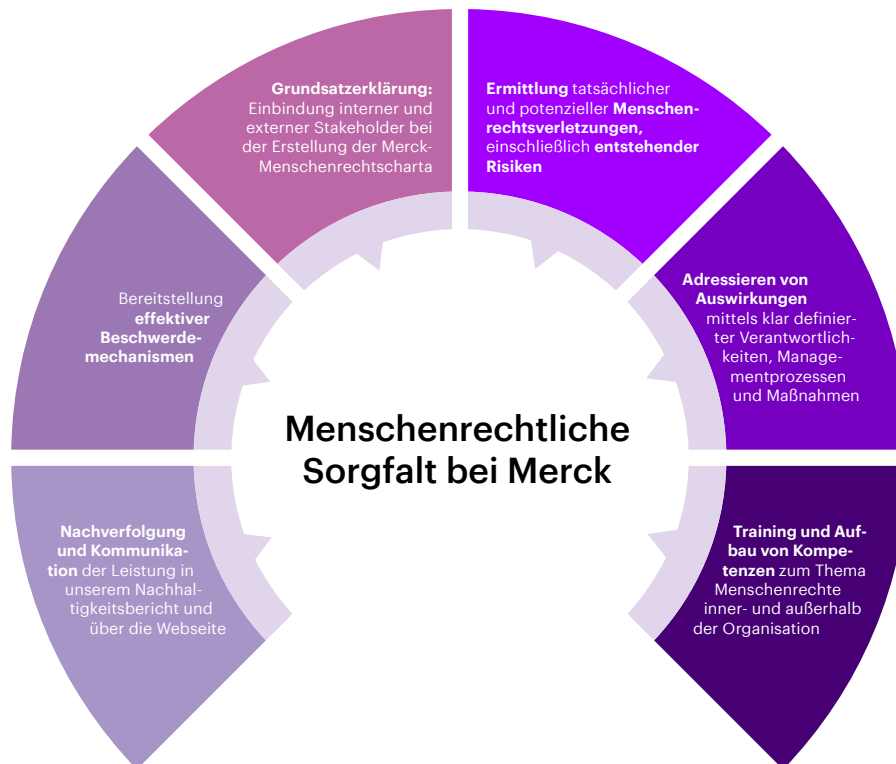 Grundsatzerklärung:
Einbindung interner und
externer Stakeholder bei
der Erstellung der Merck-
Menschenrechtscharta
Ermittlung tatsächlicher
und potenzieller Menschen-
rechtsverletzungen,
einschließlich entstehender
Risiken
Adressieren von
Auswirkungen
mittels klar definier-
ter Verantwortlich-
keiten, Manage-
mentprozessen
und Maßnahmen
Training und Auf-
bau von Kompe-
tenzen zum Thema
Menschenrechte
inner- und außerhalb
der Organisation
Nachverfolgung
und Kommunika-
tion der Leistung in
unserem Nachhal-
tigkeitsbericht und
über die Webseite
Bereitstellung
effektiver
Beschwerde-
mechanismen
Menschenrechtliche
Sorgfalt bei Merck